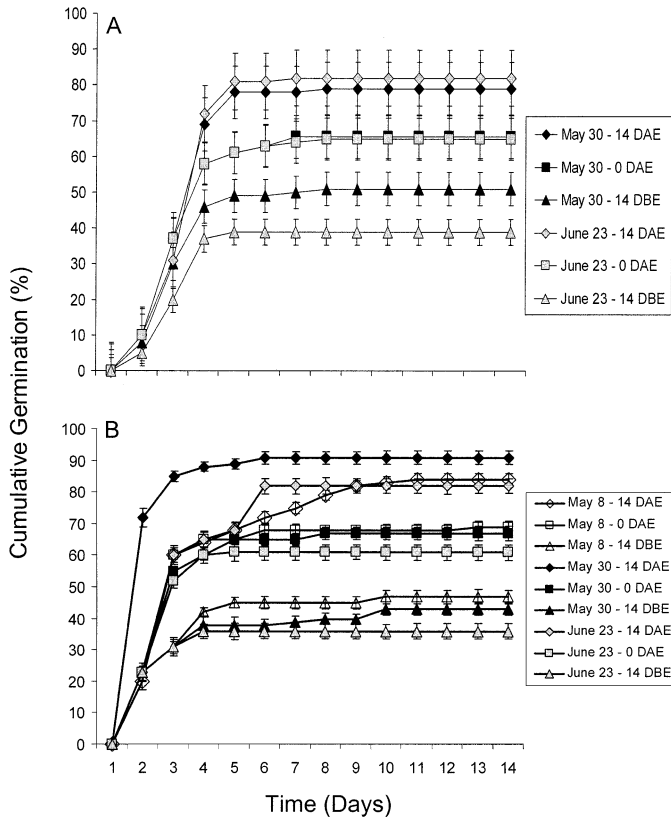 A
100
90
80
70
60
50
40
30
20
10
0
May 30 - 14 DAE
May 30 - 0 DAE
May 30 - 14 DBE
June 23 - 14 DAE
June 23 - 0 DAE
June 23 - 14 DBE
Cumulative Germination (%)
B
100
90
80
70
60
50
40
30
20
10
0
May 8 - 14 DAE
May 8 - 0 DAE
May 8 - 14 DBE
May 30 - 14 DAE
May 30 - 0 DAE
May 30 - 14 DBE
June 23 - 14 DAE
June 23 - 0 DAE
June 23 - 14 DBE
1 2 3 4 5 6 7 8 9 10 11 12 13 14
Time (Days)